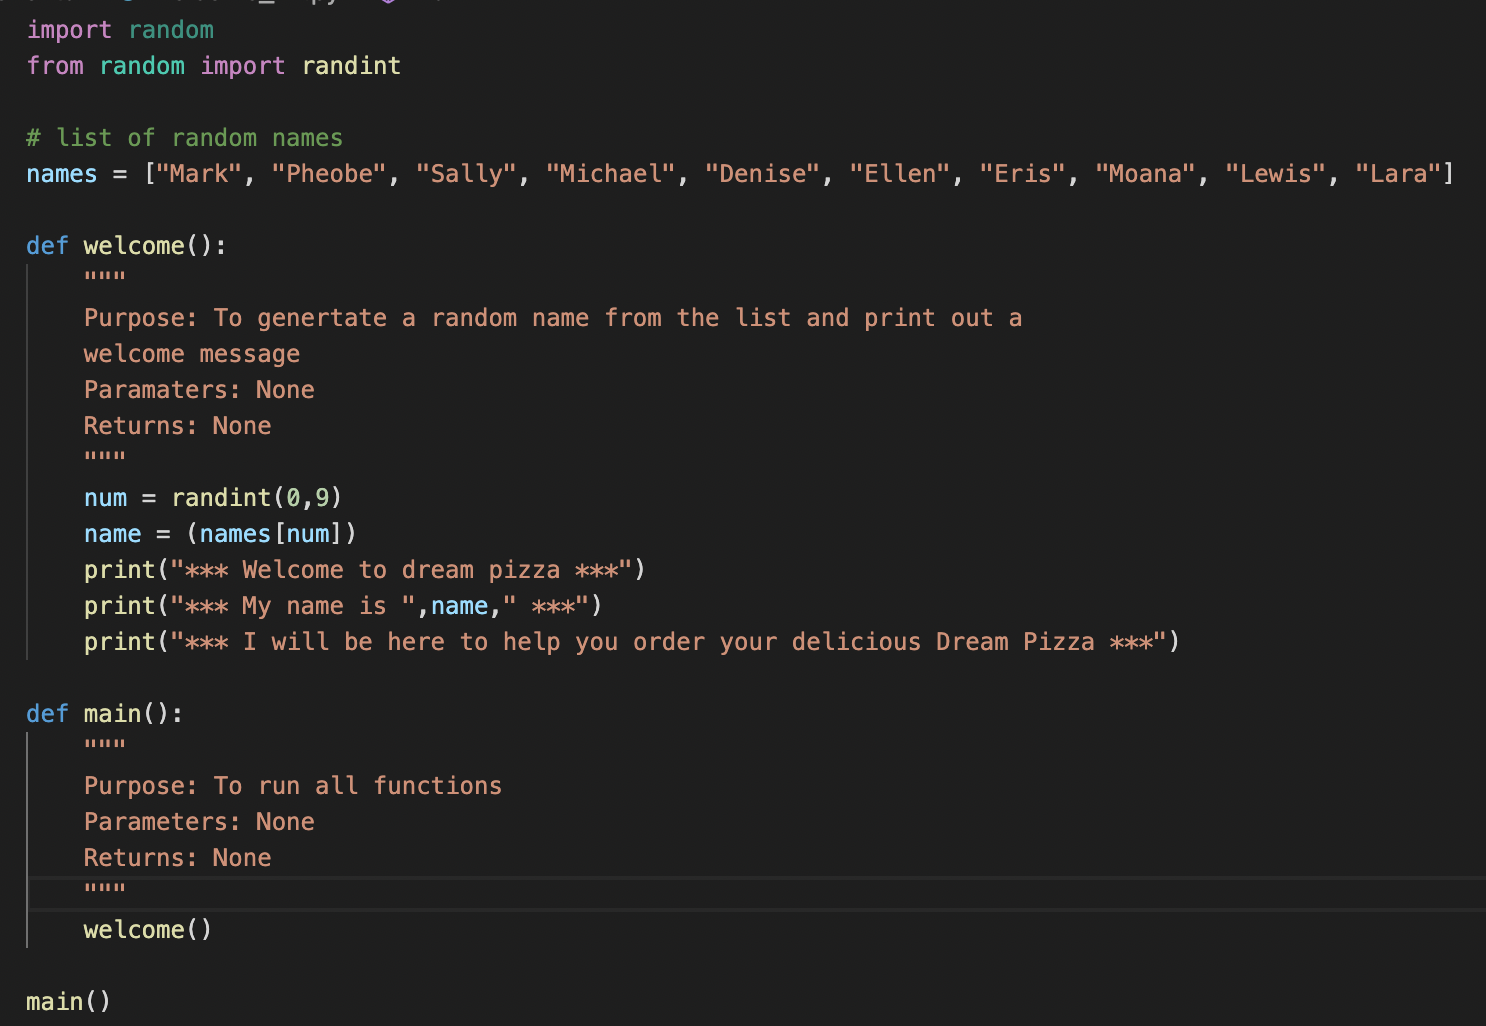 import random
from random import randint
# list of random names
names = ["Mark", "Pheobe", "Sally", "Michael", "Denise", "Ellen", "Eris", "Moana", "Lewis", "Lara"]
def welcome():
"""
Purpose: To genertate a random name from the list and print out a
welcome message
Paramaters: None
Returns: None
"""
num = randint(0,9)
name = (names[num])
print("*** Welcome to dream pizza ***")
print("*** My name is ",name," ***")
print("*** I will be here to help you order your delicious Dream Pizza ***")
def main():
"""
Purpose: To run all functions
Parameters: None
Returns: None
"""
welcome()
main()